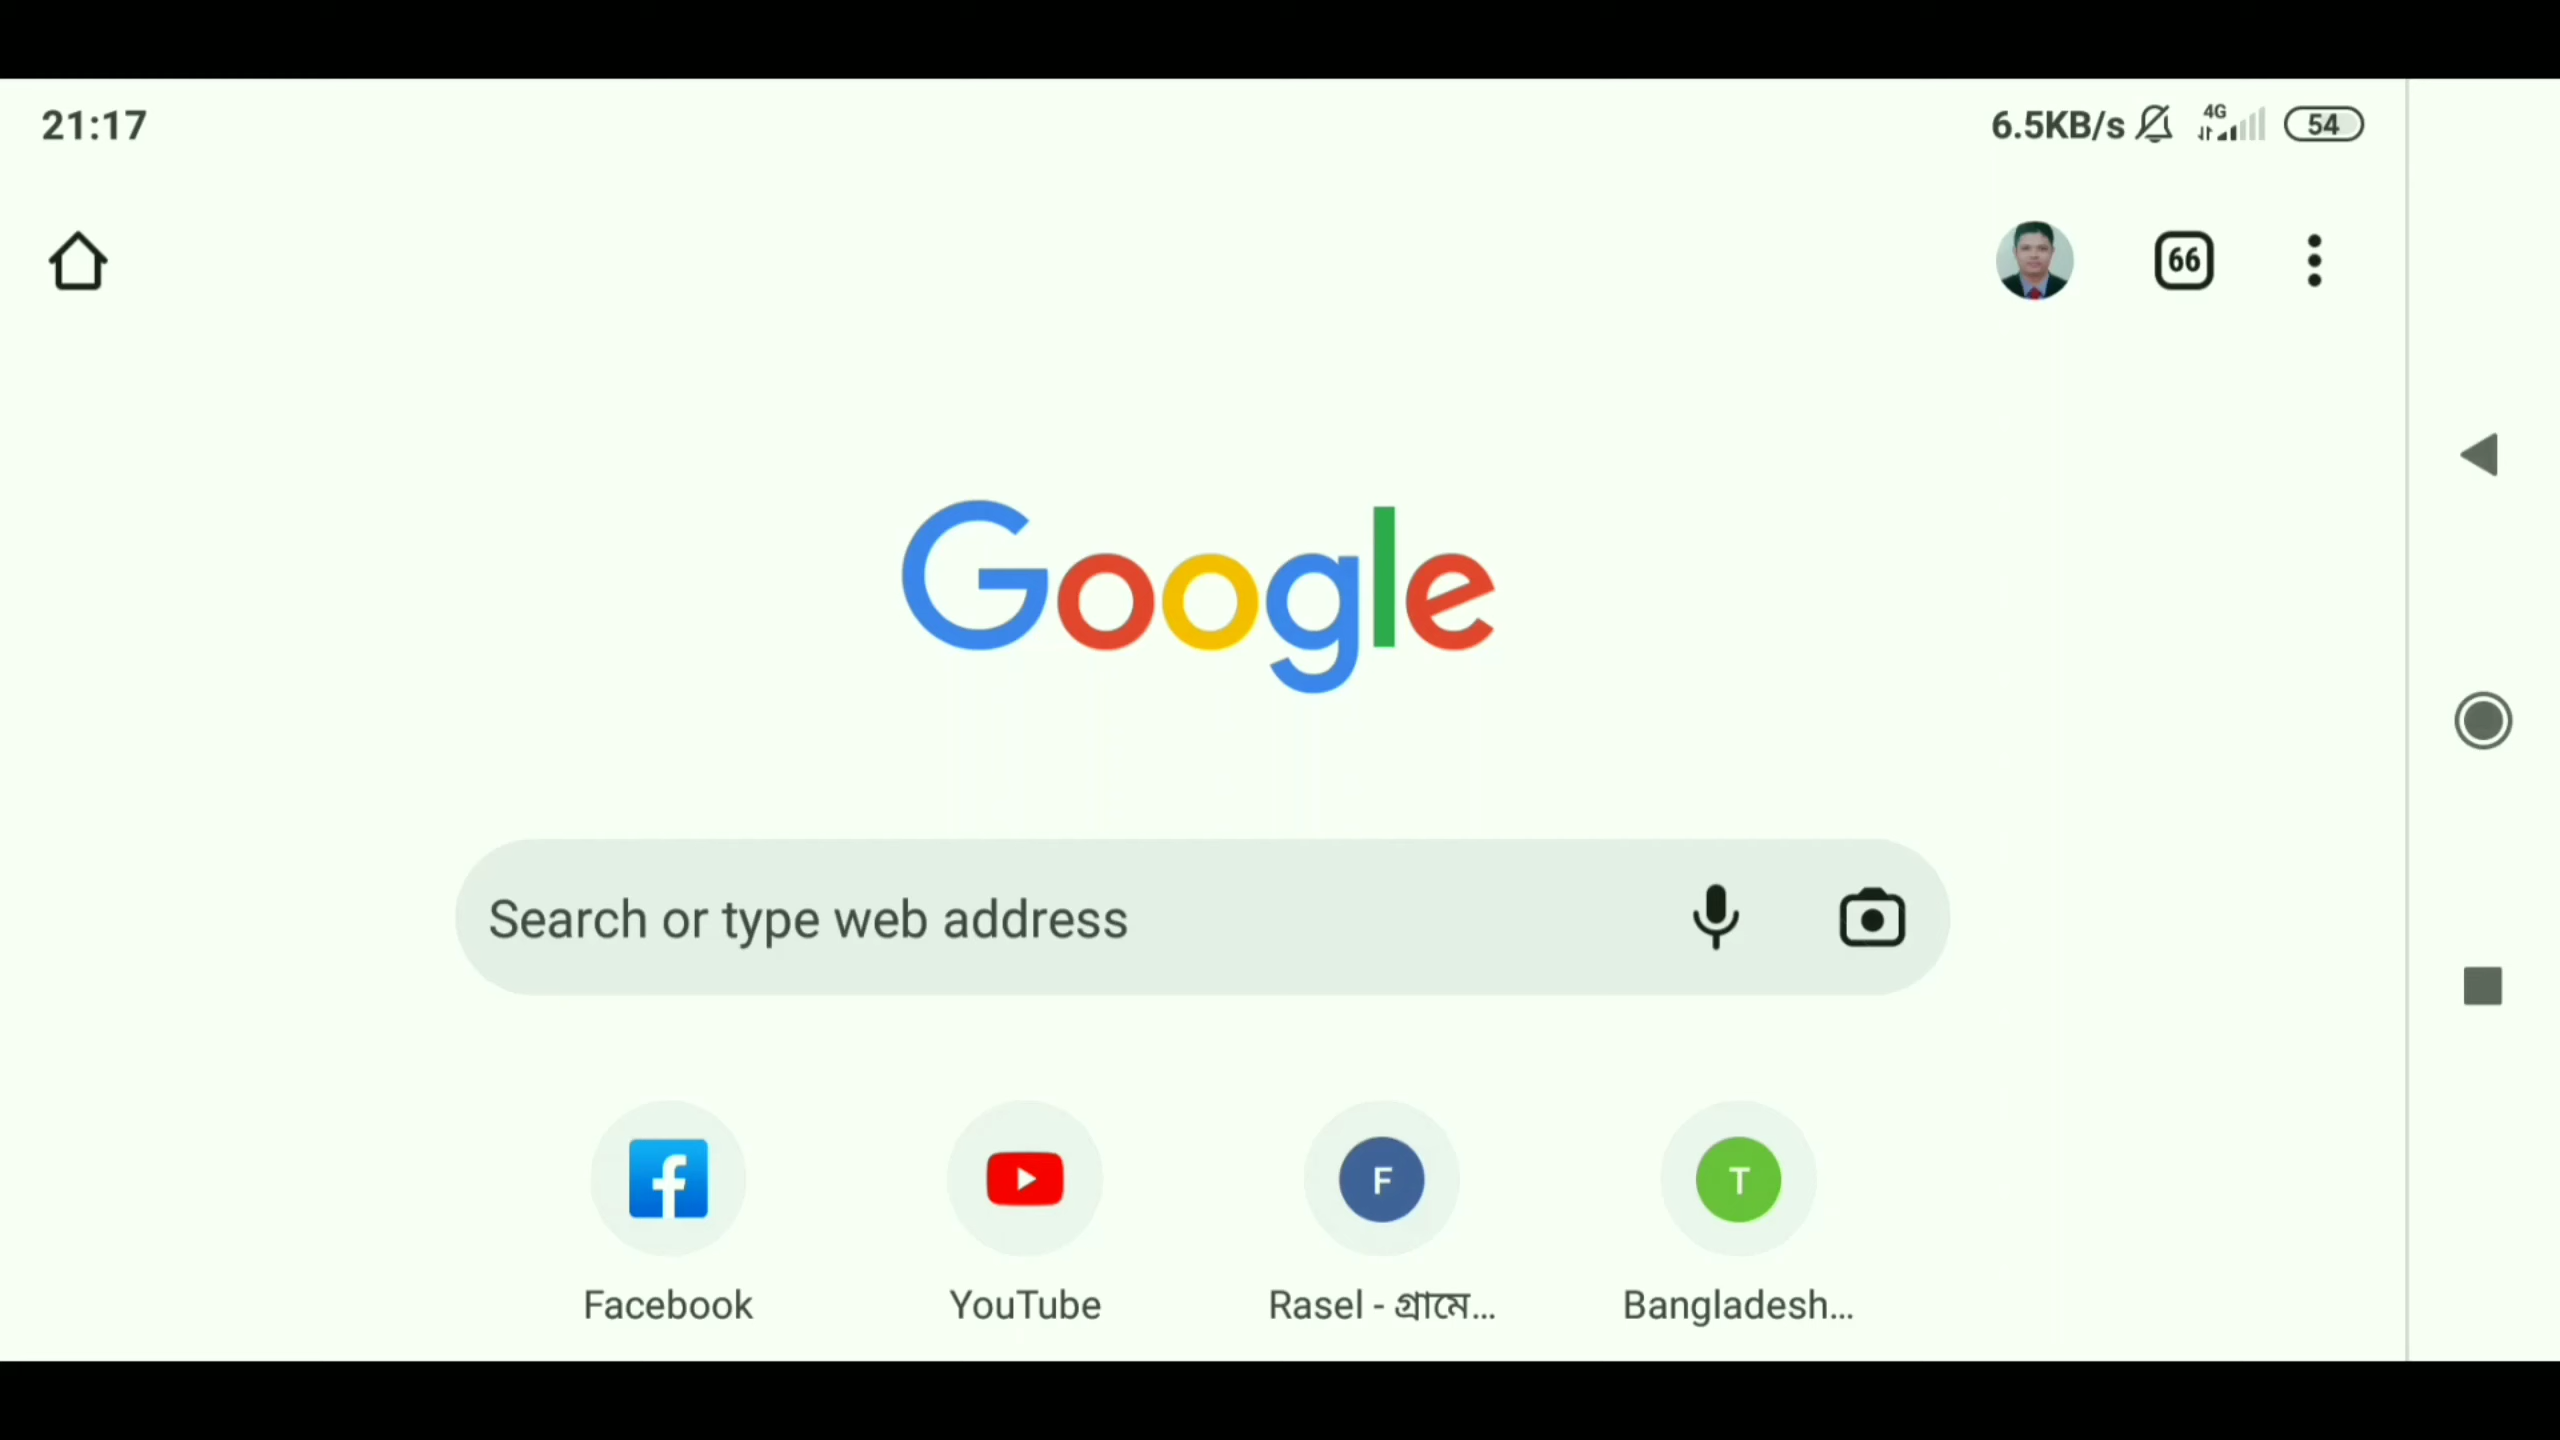 21:17
6.5KB/s 4G 54
66
Google
Search or type web address
F
T
Facebook
YouTube
Rasel - গ্রামে...
Bangladesh...